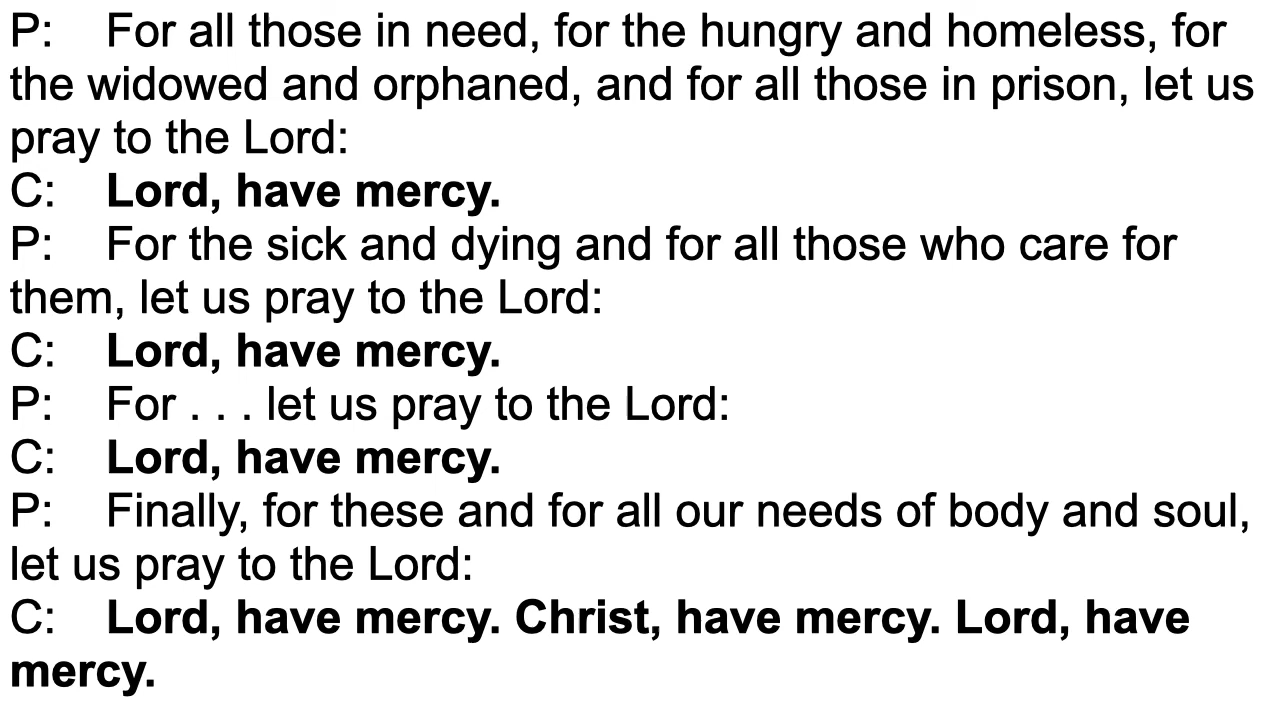 P: For all those in need, for the hungry and homeless, for
the widowed and orphaned, and for all those in prison, let us
pray to the Lord:
C: Lord, have mercy.
P: For the sick and dying and for all those who care for
them, let us pray to the Lord:
C: Lord, have mercy.
P: For . . . let us pray to the Lord:
C: Lord, have mercy.
P: Finally, for these and for all our needs of body and soul,
let us pray to the Lord:
C: Lord, have mercy. Christ, have mercy. Lord, have
mercy.